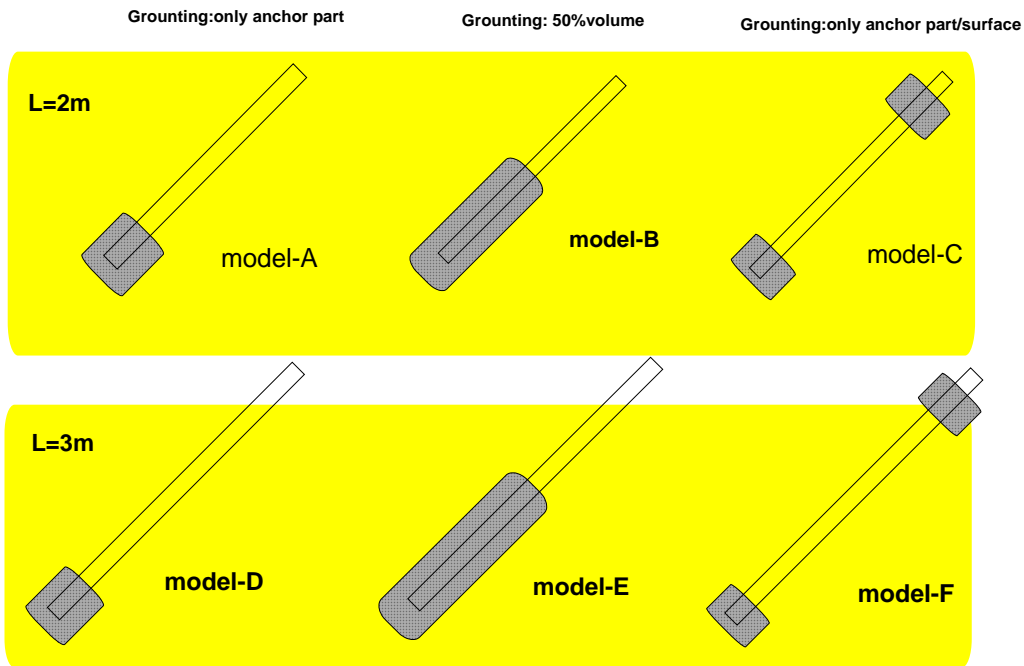 Grounting:only anchor part
Grounting: 50%volume
Grounting:only anchor part/surface
L=2m
model-A
model-B
model-C
L=3m
model-D
model-E
model-F